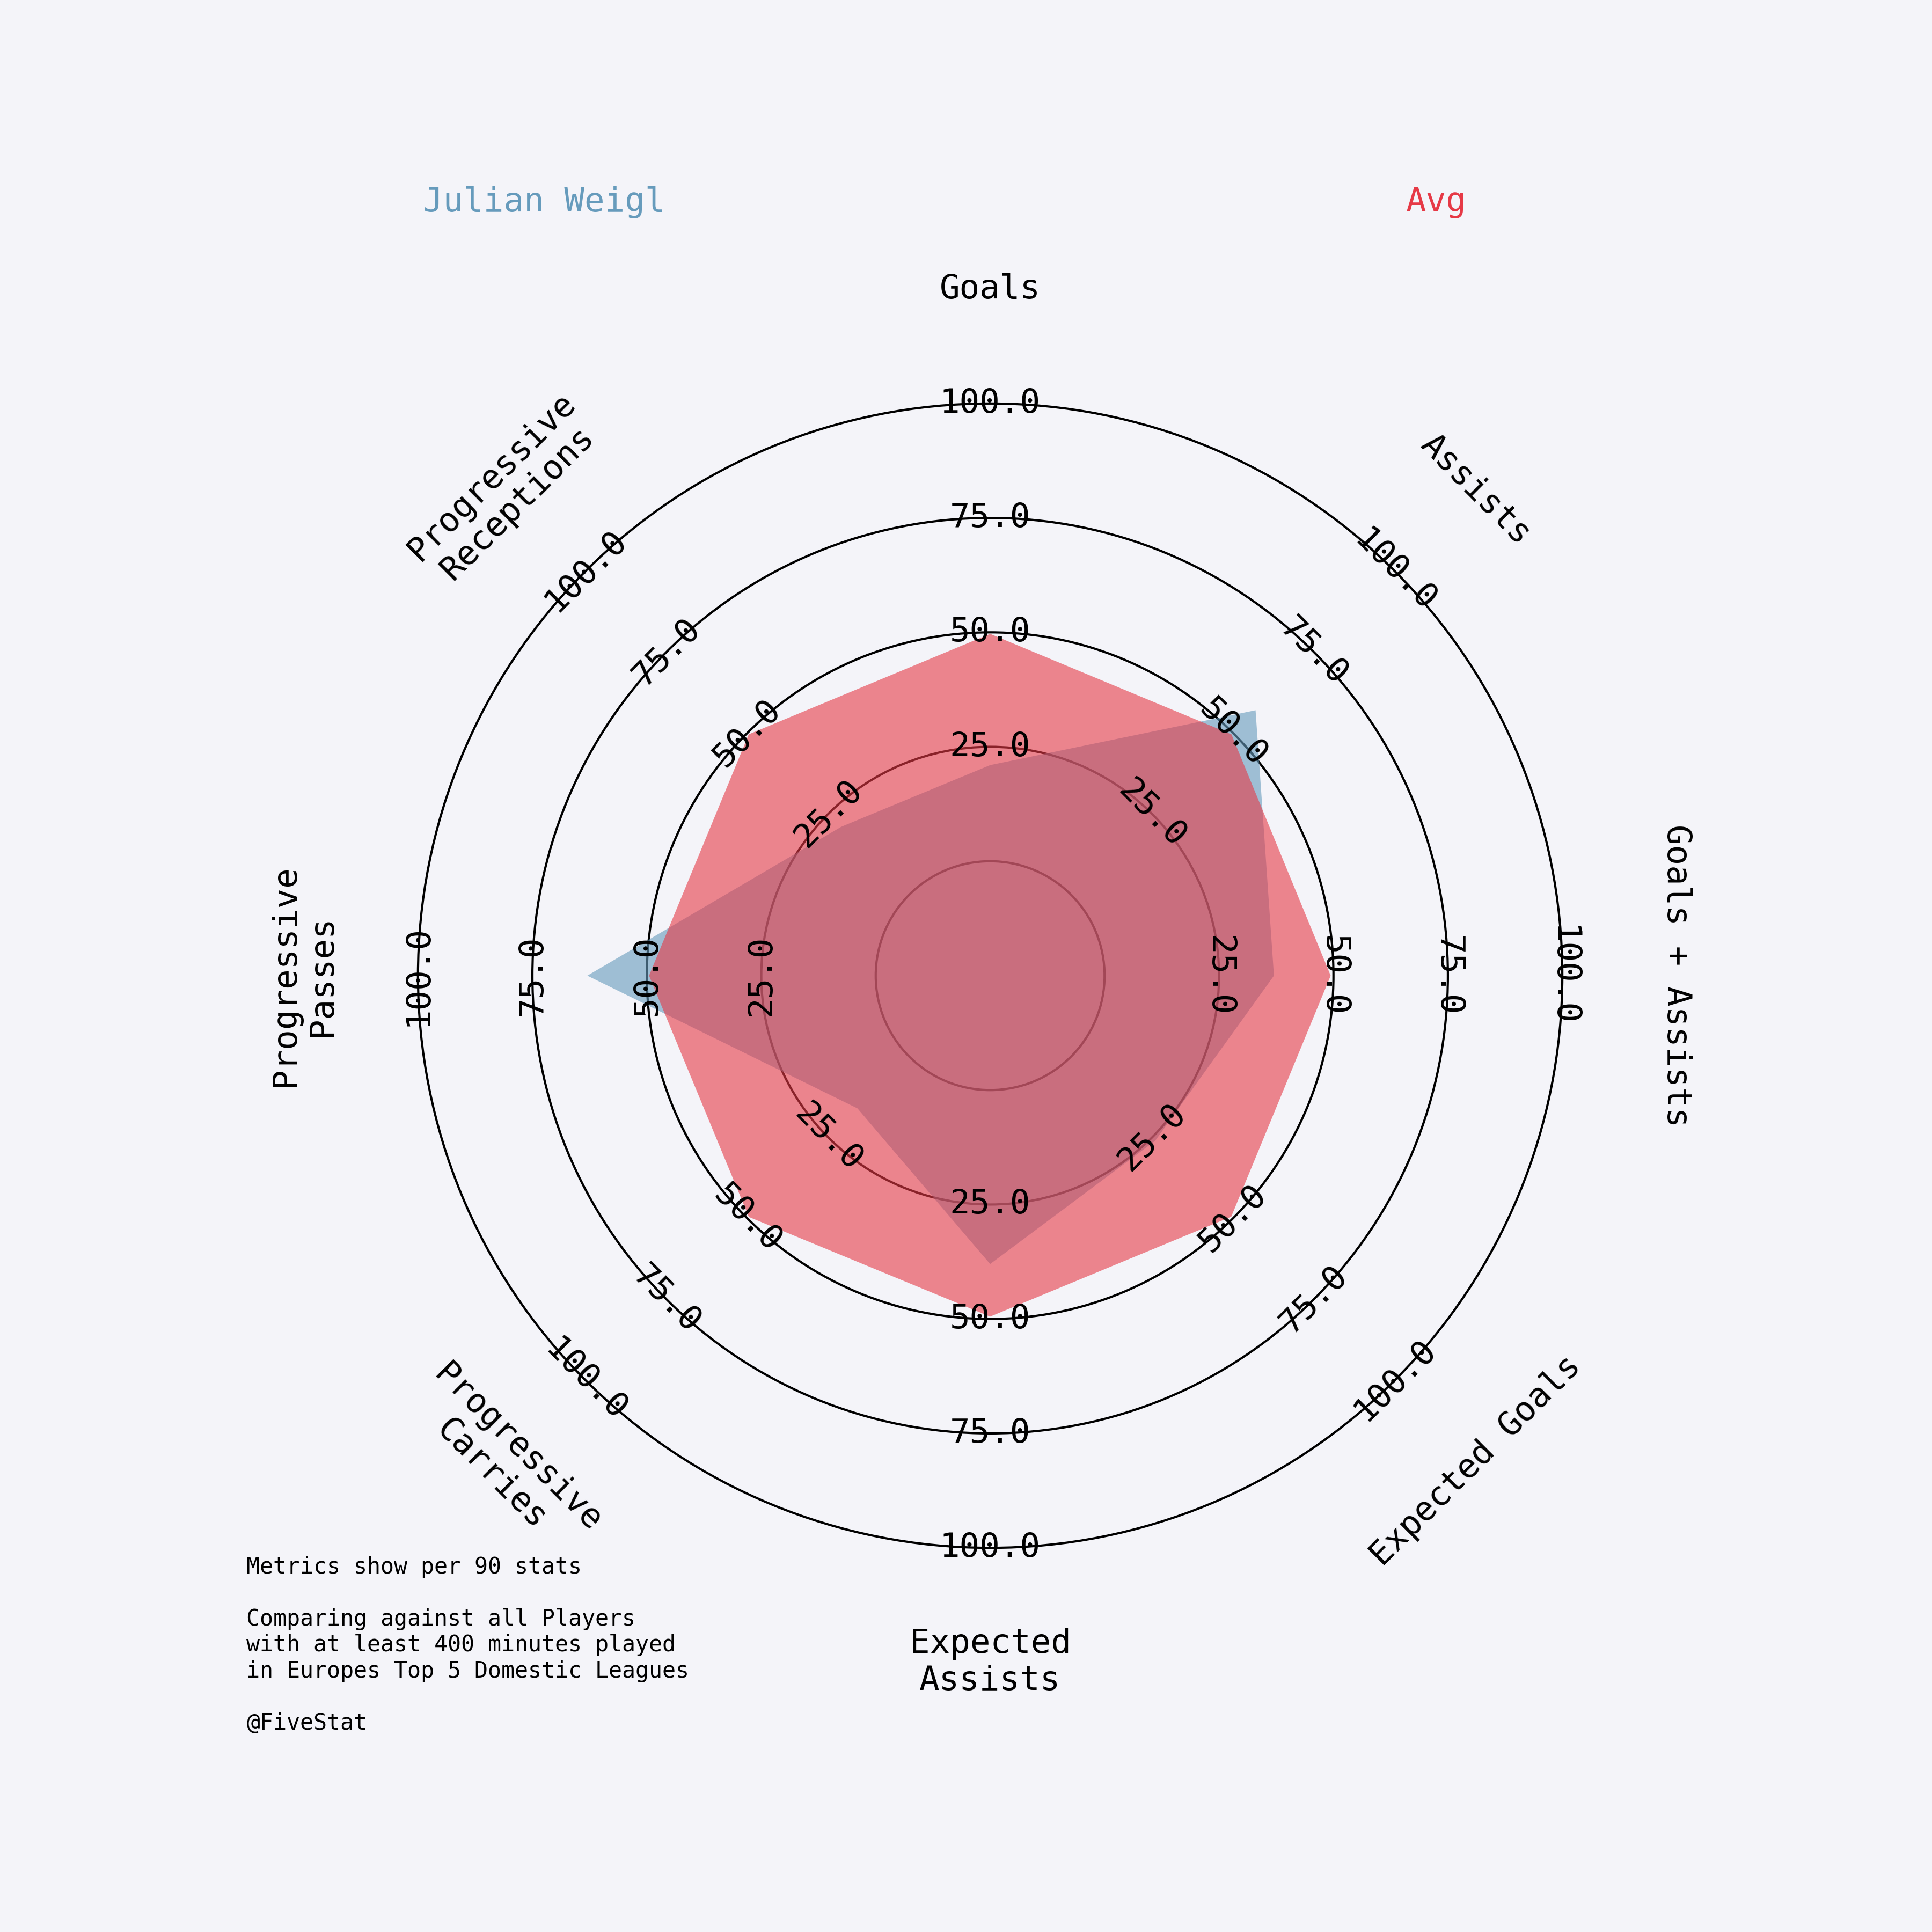 Julian Weigl
Avg
Goals
Assists
Goals + Assists
Expected Goals
Expected
Assists
Progressive
Carries
Progressive
Passes
Progressive
Receptions
25.0
50.0
75.0
100.0
25.0
50.0
75.0
100.0
25.0
50.0
75.0
100.0
25.0
50.0
75.0
100.0
25.0
50.0
75.0
100.0
25.0
50.0
75.0
100.0
25.0
50.0
75.0
100.0
25.0
50.0
75.0
100.0
Metrics show per 90 stats
Comparing against all Players
with at least 400 minutes played
in Europes Top 5 Domestic Leagues
@FiveStat